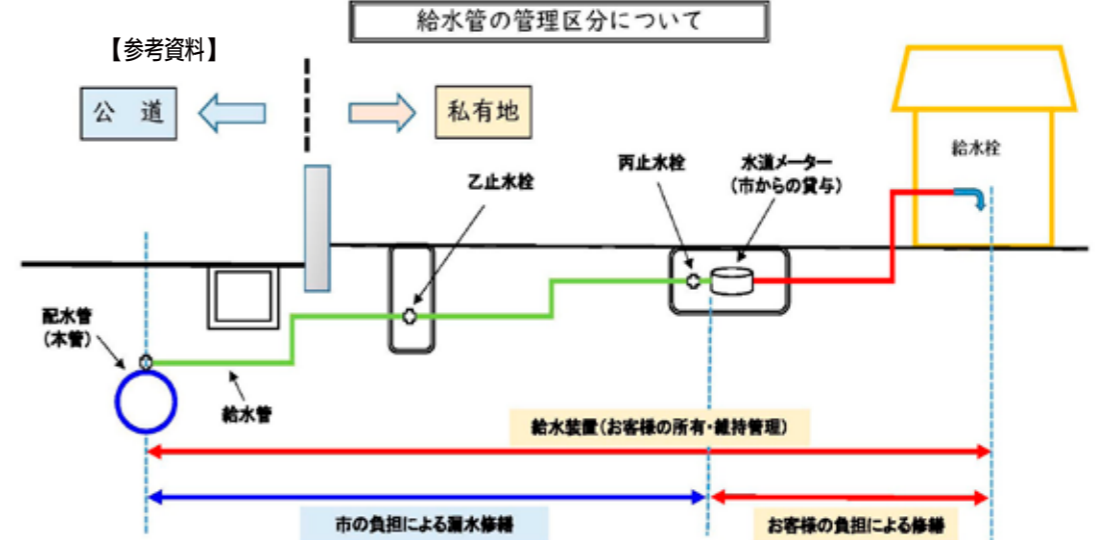 給水管の管理区分について
【参考資料】
公 道
私有地
乙止水栓
丙止水栓
水道メーター
(市からの貸与)
給水栓
配水管
(本管)
給水管
給水装置(お客様の所有・維持管理)
市の負担による漏水修繕
お客様の負担による修繕